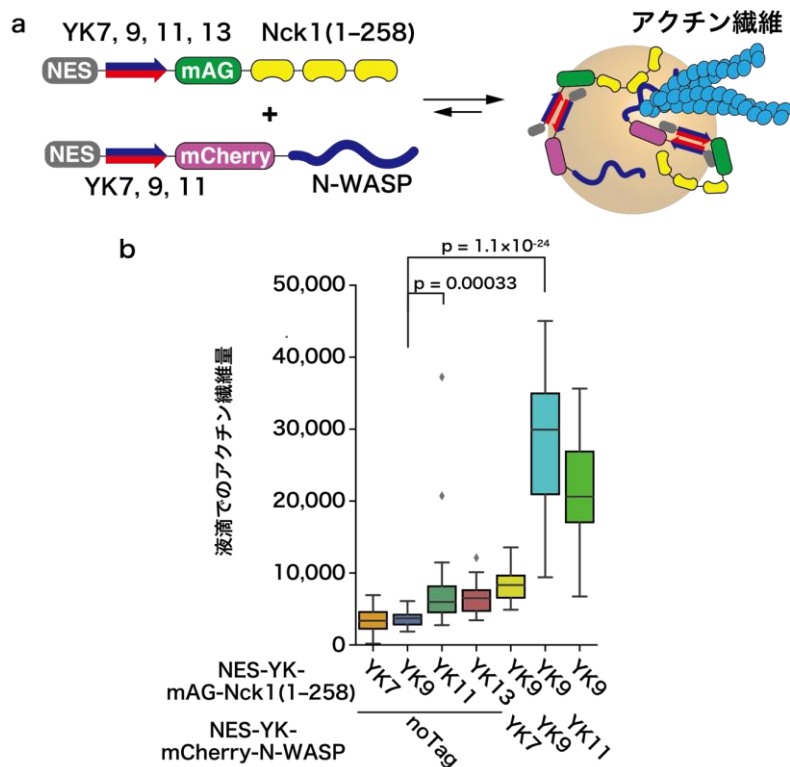 a
YK7, 9, 11, 13
Nck1(1–258)
アクチン繊維
NES
mAG
+
NES
mCherry
N-WASP
YK7, 9, 11
b
p = 1.1×10⁻²⁴
p = 0.00033
50,000
40,000
30,000
20,000
10,000
0
液滴でのアクチン繊維量
NES-YK-
mAG-Nck1(1–258)
YK7
YK9
YK11
YK13
YK9
YK9
YK9
NES-YK-
mCherry-N-WASP
noTag
YK7
YK9
YK11